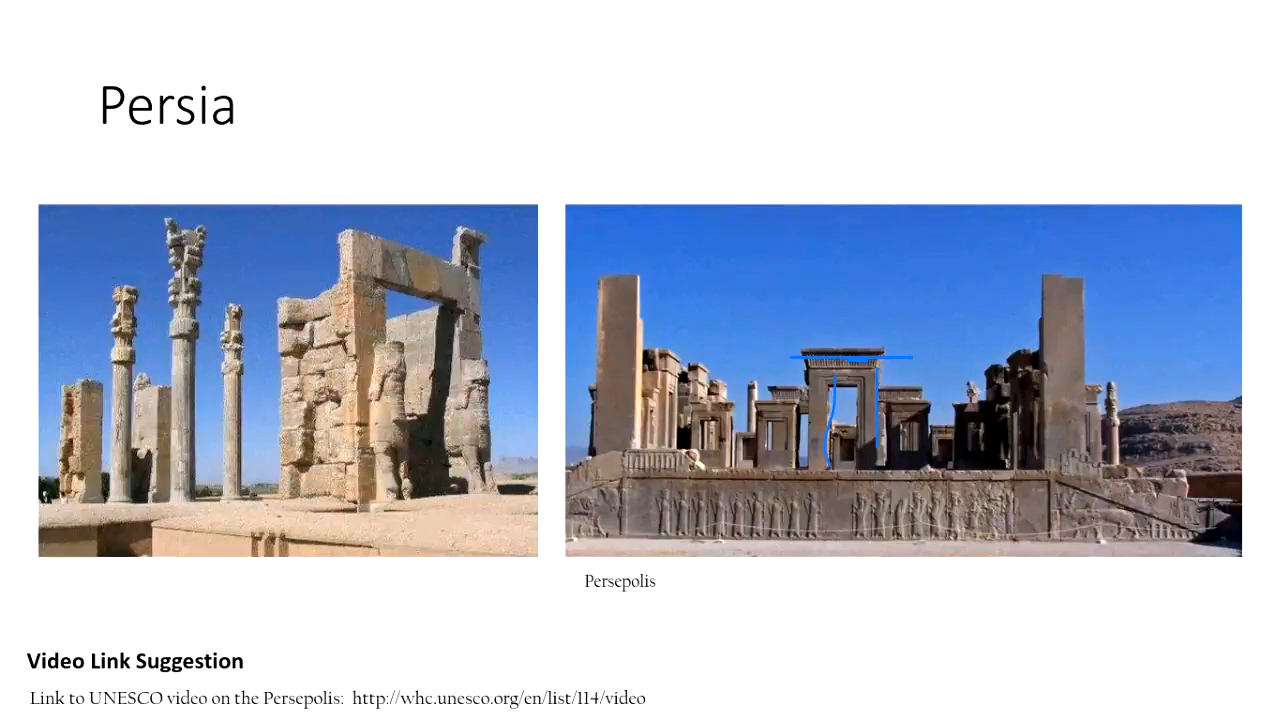 Persia
Persepolis
Video Link Suggestion
Link to UNESCO video on the Persepolis: http://whc.unesco.org/en/list/114/video